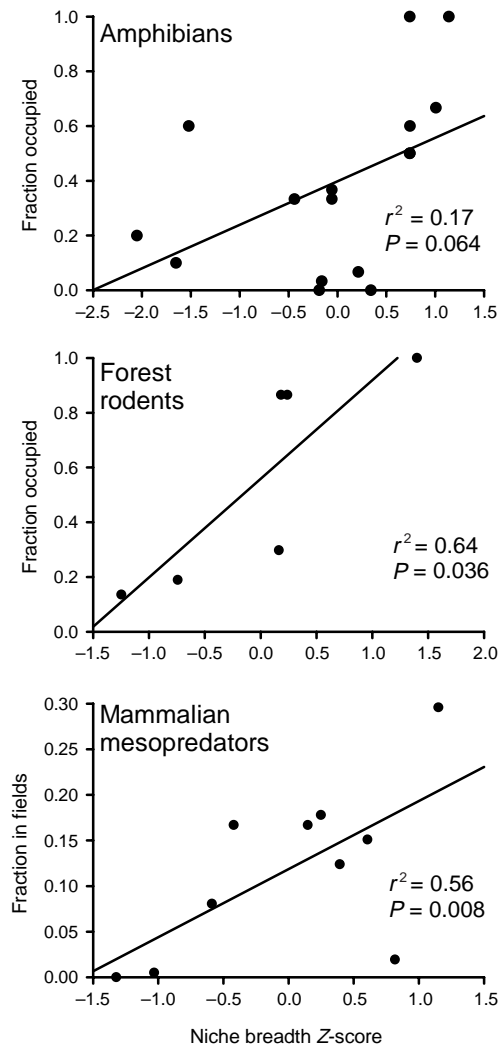 Amphibians
1.0
0.8
0.6
0.4
0.2
0.0
Fraction occupied
r² = 0.17
P = 0.064
−2.5 −2.0 −1.5 −1.0 −0.5 0.0 0.5 1.0 1.5
Forest
rodents
1.0
0.8
0.6
0.4
0.2
0.0
Fraction occupied
r² = 0.64
P = 0.036
−1.5 −1.0 −0.5 0.0 0.5 1.0 1.5 2.0
Mammalian
mesopredators
0.30
0.25
0.20
0.15
0.10
0.05
0.00
Fraction in fields
r² = 0.56
P = 0.008
−1.5 −1.0 −0.5 0.0 0.5 1.0 1.5
Niche breadth Z-score